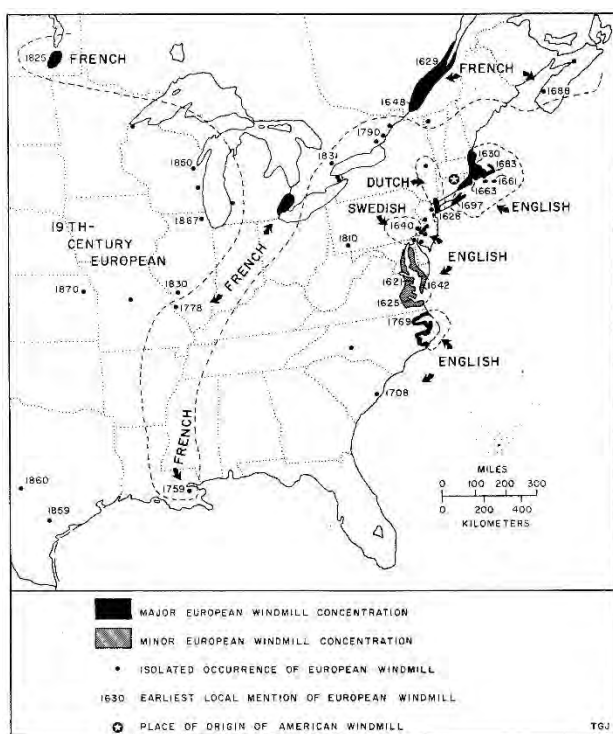 1825
FRENCH
1629
FRENCH
1688
1648
1790
1831
1850
1630
1683
1661
1663
1697
DUTCH
ENGLISH
1867
SWEDISH
1640
1626
1810
19TH-
CENTURY
EUROPEAN
FRENCH
ENGLISH
1870
1830
1778
1621
1642
1625
1769
ENGLISH
1708
FRENCH
1759
1860
1859
MILES
0 100 200 300
0 200 400
KILOMETERS
MAJOR EUROPEAN WINDMILL CONCENTRATION
MINOR EUROPEAN WINDMILL CONCENTRATION
ISOLATED OCCURRENCE OF EUROPEAN WINDMILL
1630 EARLIEST LOCAL MENTION OF EUROPEAN WINDMILL
PLACE OF ORIGIN OF AMERICAN WINDMILL
TGJ